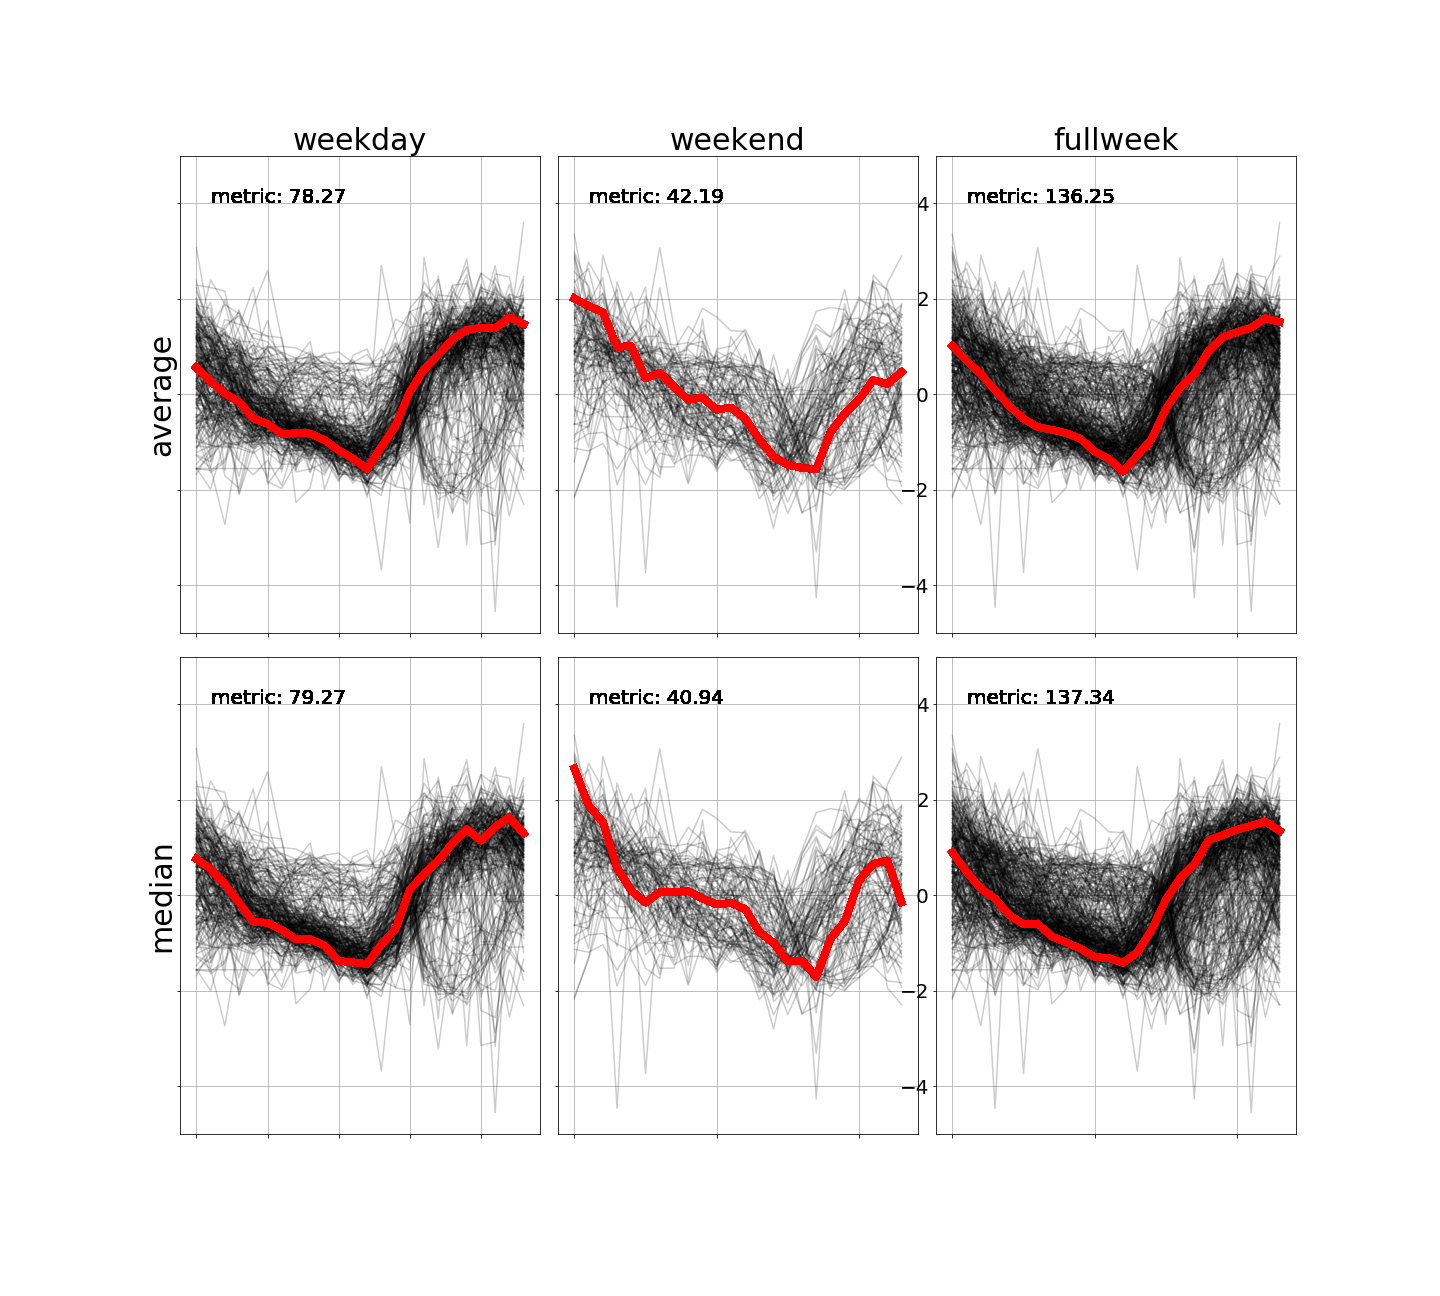 weekday weekend fullweek
average
metric: 78.27
metric: 42.19
metric: 136.25
4
2
0
−2
−4
median
metric: 79.27
metric: 40.94
metric: 137.34
4
2
0
−2
−4